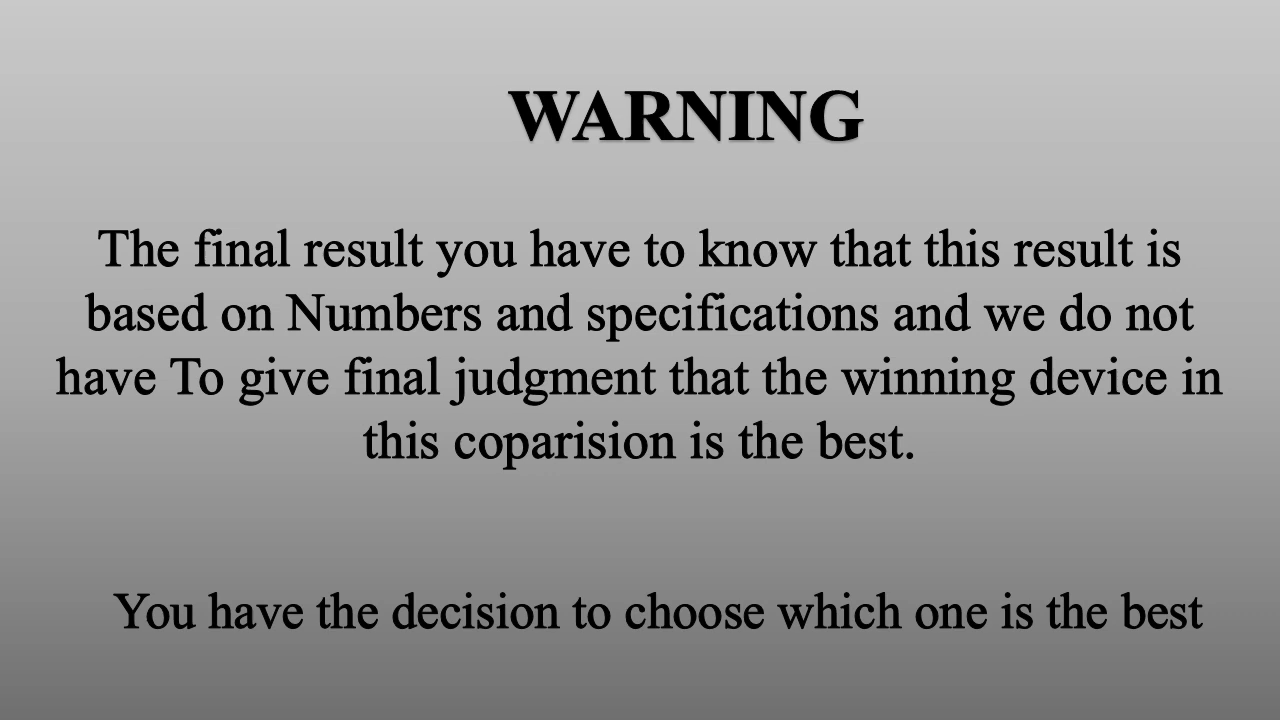 WARNING
The final result you have to know that this result is
based on Numbers and specifications and we do not
have To give final judgment that the winning device in
this coparision is the best.
You have the decision to choose which one is the best